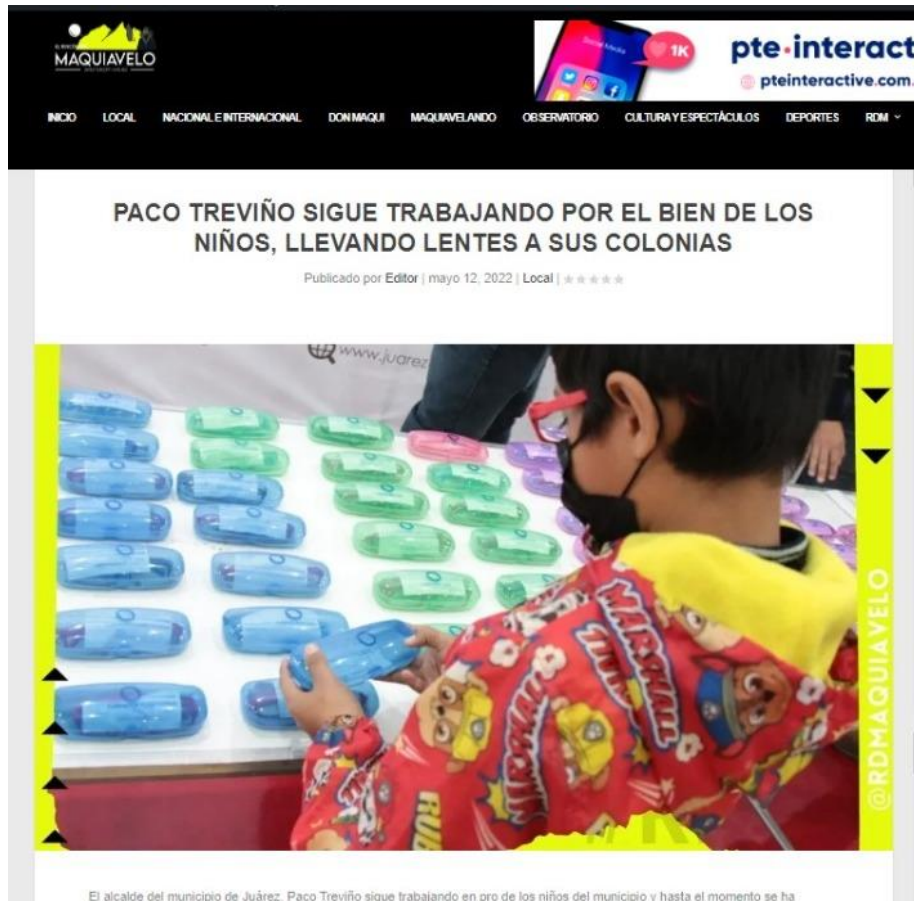 MAQUIAVELO
Social Media
1K
pte-interact
pteinteractive.com.
INICIO LOCAL NACIONAL E INTERNACIONAL DON MAQUI MAQUIAVELANDO OBSERVATORIO CULTURA Y ESPECTÁCULOS DEPORTES RDM
PACO TREVIÑO SIGUE TRABAJANDO POR EL BIEN DE LOS
NIÑOS, LLEVANDO LENTES A SUS COLONIAS
Publicado por Editor | mayo 12, 2022 | Local |
www.juarez
MARSHALL
RUB
@RDMAQUIAVELO
El alcalde del municipio de Juárez, Paco Treviño sigue trabajando en pro de los niños del municipio y hasta el momento se ha